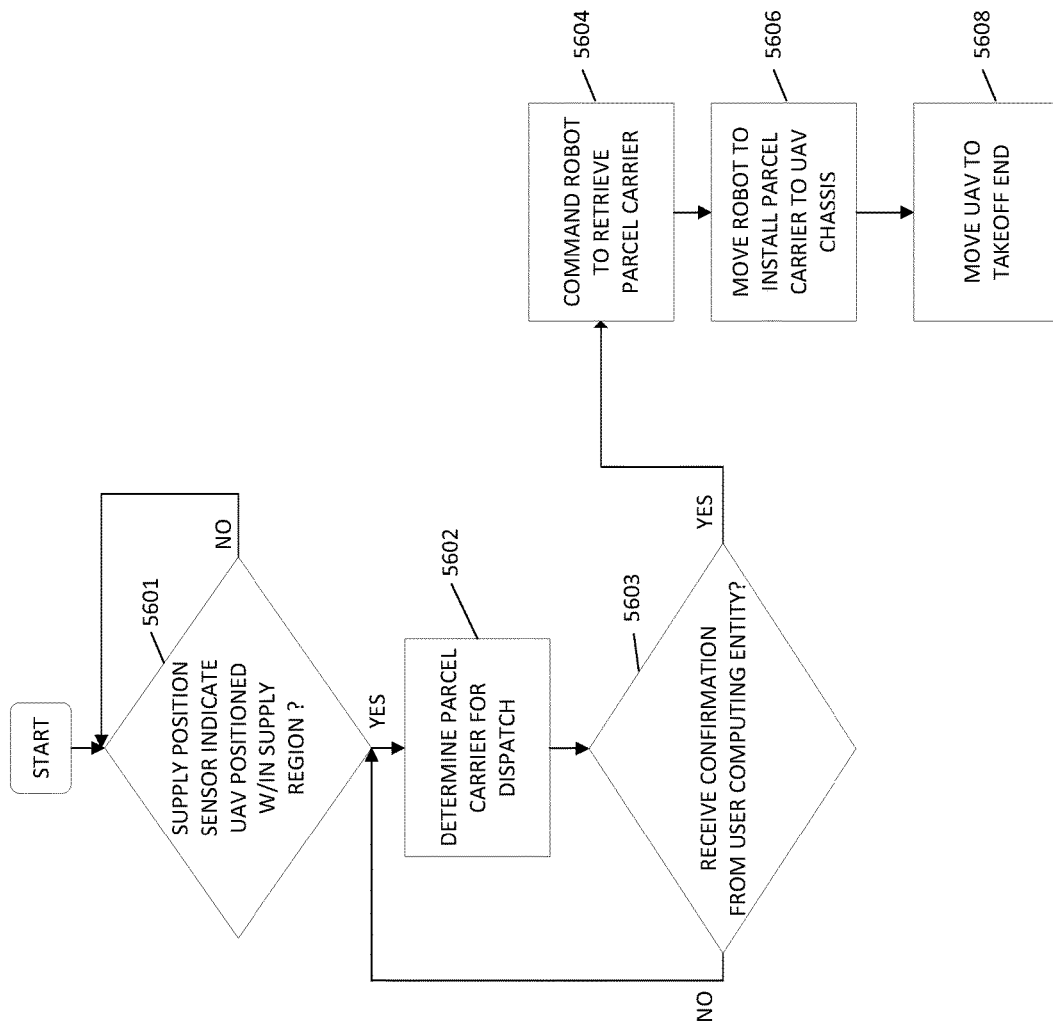 START
5601
SUPPLY POSITION
SENSOR INDICATE
UAV POSITIONED
W/IN SUPPLY
REGION ?
NO
YES
5602
DETERMINE PARCEL
CARRIER FOR
DISPATCH
5603
RECEIVE CONFIRMATION
FROM USER COMPUTING ENTITY?
NO
YES
5604
COMMAND ROBOT
TO RETRIEVE
PARCEL CARRIER
5606
MOVE ROBOT TO
INSTALL PARCEL
CARRIER TO UAV
CHASSIS
5608
MOVE UAV TO
TAKEOFF END